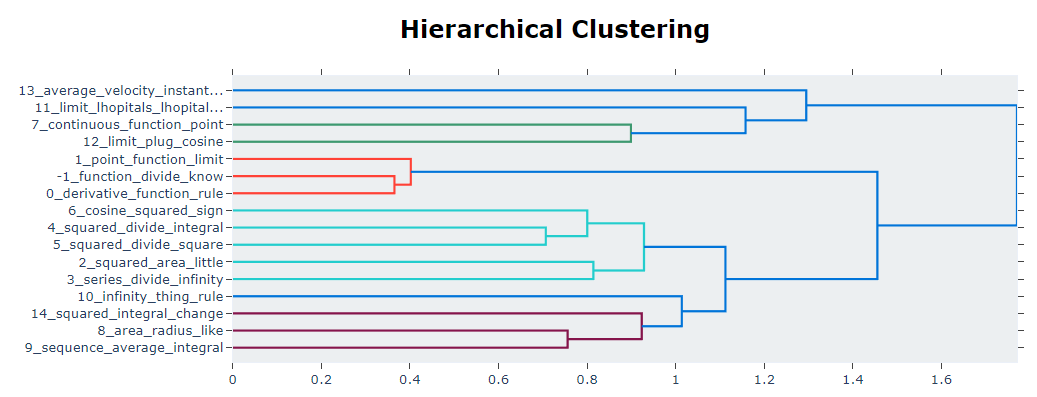 Hierarchical Clustering
13_average_velocity_instant...
11_limit_lhopitals_lhopital...
7_continuous_function_point
12_limit_plug_cosine
1_point_function_limit
-1_function_divide_know
0_derivative_function_rule
6_cosine_squared_sign
4_squared_divide_integral
5_squared_divide_square
2_squared_area_little
3_series_divide_infinity
10_infinity_thing_rule
14_squared_integral_change
8_area_radius_like
9_sequence_average_integral
0 0.2 0.4 0.6 0.8 1 1.2 1.4 1.6